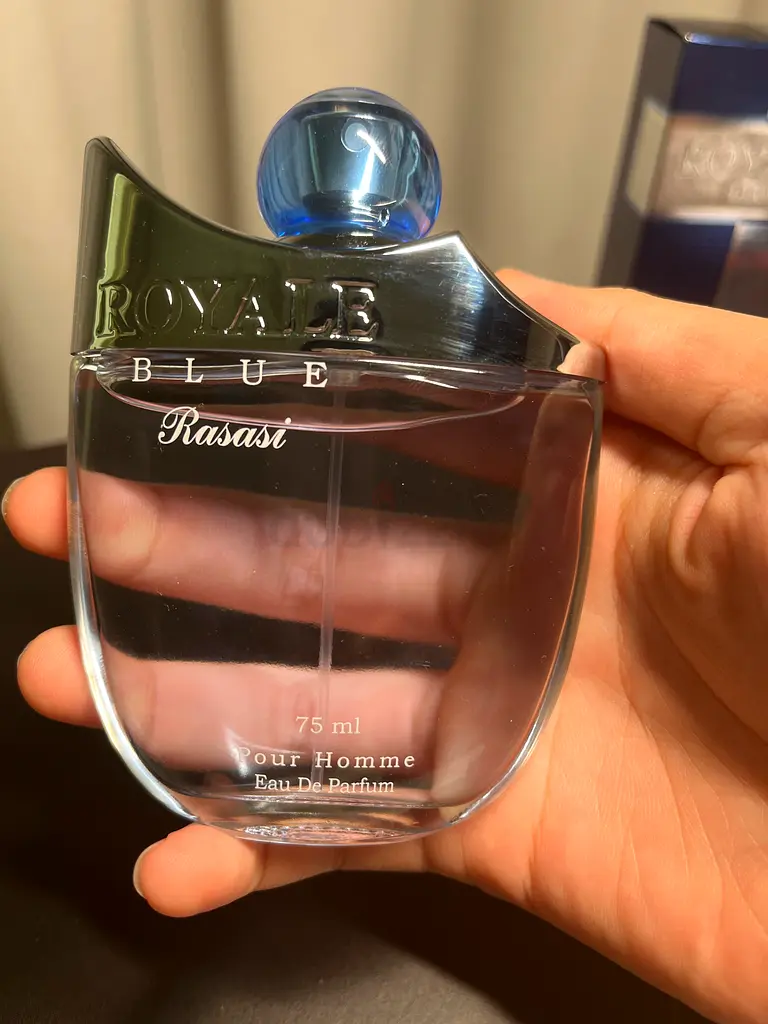 ROYALE
BLUE
Rasasi
75 ml
Pour Homme
Eau De Parfum